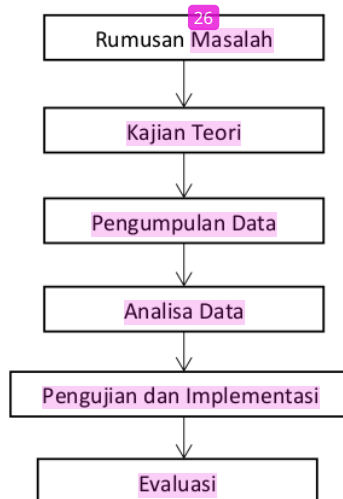 26
Rumusan Masalah
Kajian Teori
Pengumpulan Data
Analisa Data
Pengujian dan Implementasi
Evaluasi